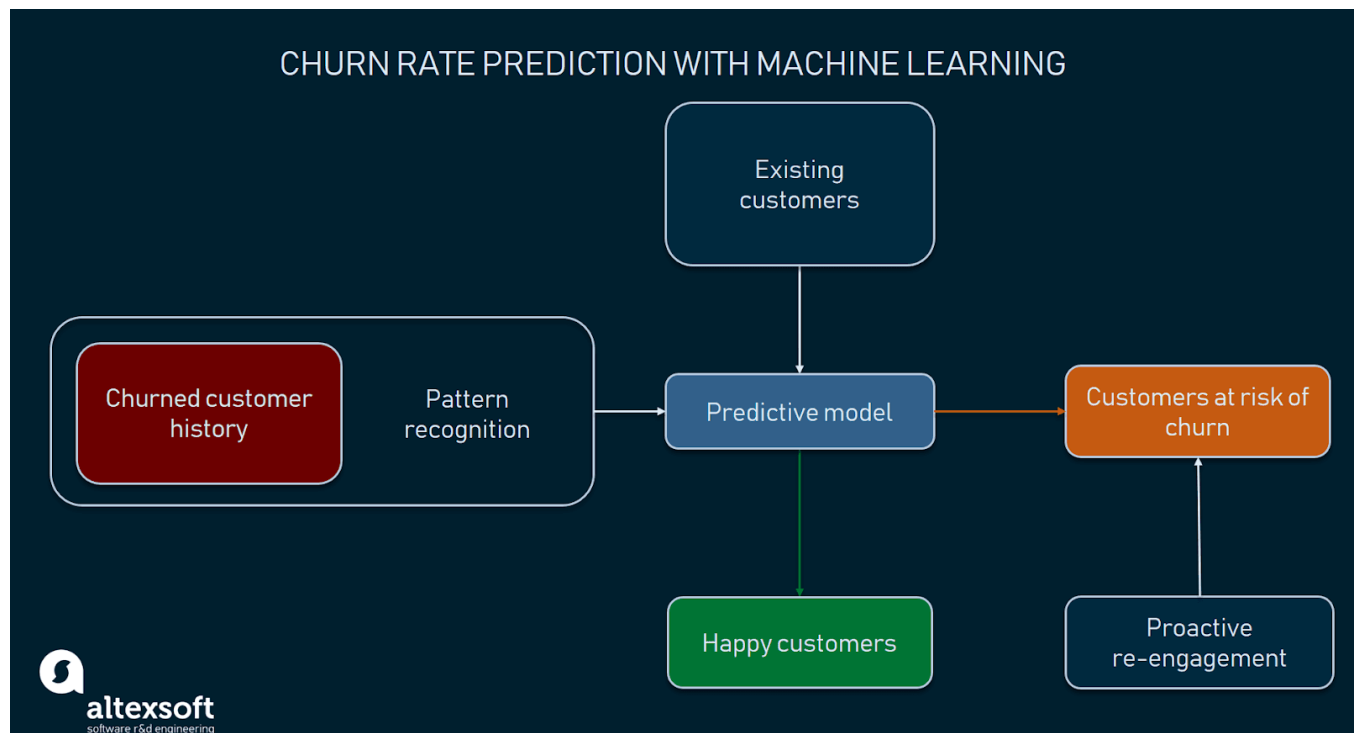 CHURN RATE PREDICTION WITH MACHINE LEARNING
Existing
customers
Churned customer
history
Pattern
recognition
Predictive model
Customers at risk of
churn
Happy customers
Proactive
re-engagement
altexsoft
software r&d engineering